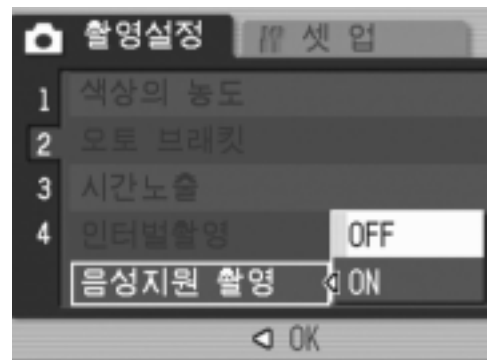 촬영설정 셋 업
1 색상의 농도
2 오토 브래킷
3 시간노출
4 인터벌촬영 OFF
음성지원 촬영 ON
OK